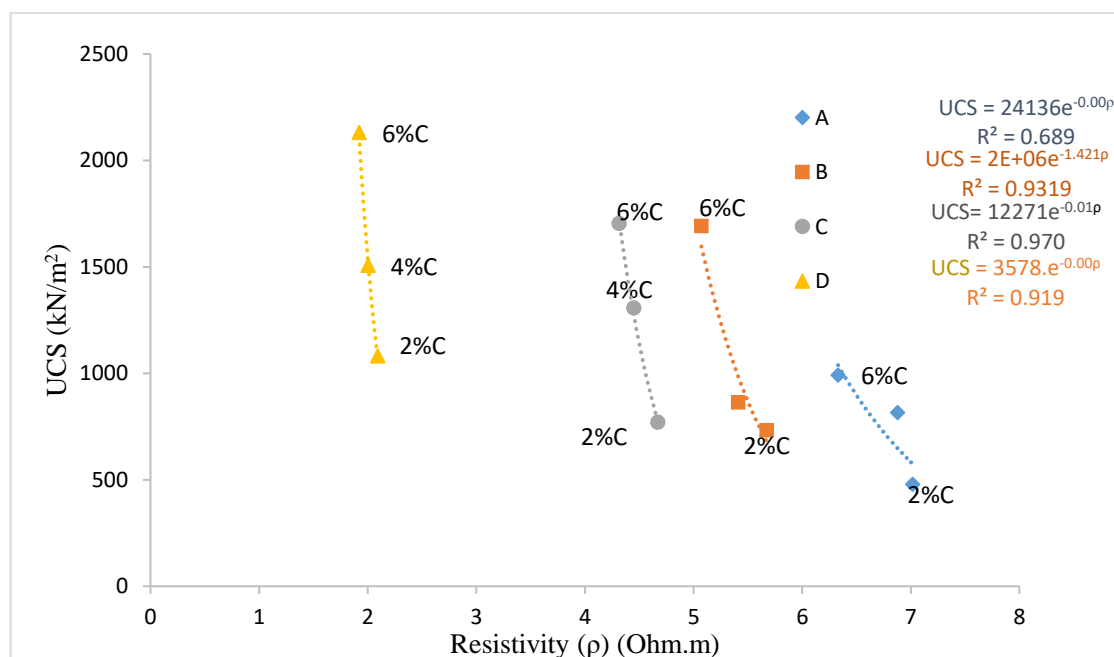 2500
2000
1500
1000
500
0
UCS (kN/m²)
0 1 2 3 4 5 6 7 8
Resistivity (ρ) (Ohm.m)
6%C
4%C
2%C
6%C
4%C
2%C
6%C
2%C
6%C
2%C
A
B
C
D
UCS = 24136e^-0.00ρ
R² = 0.689
UCS = 2E+06e^-1.421ρ
R² = 0.9319
UCS= 12271e^-0.01ρ
R² = 0.970
UCS = 3578.e^-0.00ρ
R² = 0.919